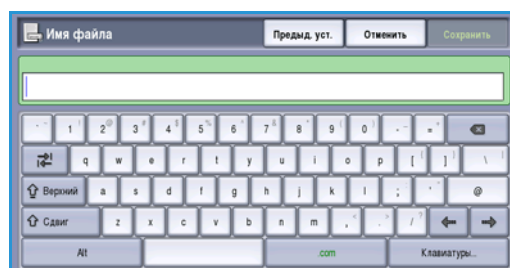 Имя файла Предыд. уст. Отменить Сохранить
1 ! 2 @ 3 # 4 $ 5 % 6 ^ 7 & 8 * 9 ( 0 ) - = +
q w e r t y u i o p [ { ] } \ |
Верхний a s d f g h j k l ; ' @
Сдвиг z x c v b n m , < . > / ?
Alt .com Клавиатуры...